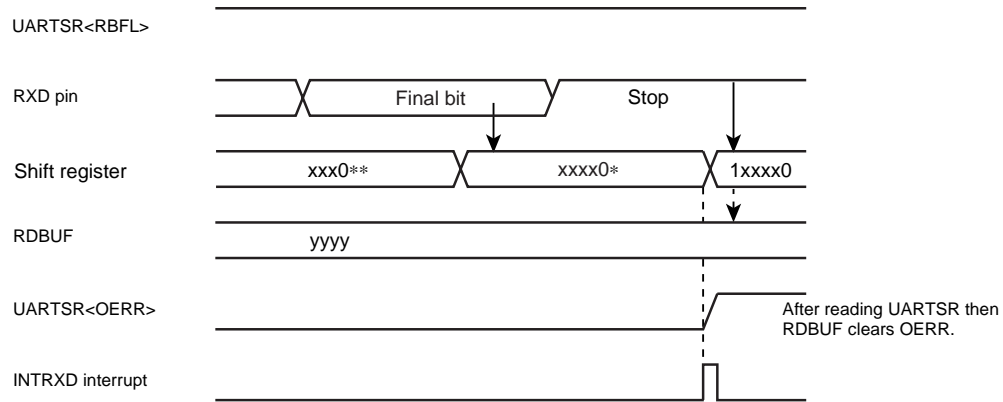 UARTSR<RBFL>
RXD pin
Final bit
Stop
Shift register
xxx0**
xxxx0*
1xxxx0
RDBUF
yyyy
UARTSR<OERR>
After reading UARTSR then
RDBUF clears OERR.
INTRXD interrupt